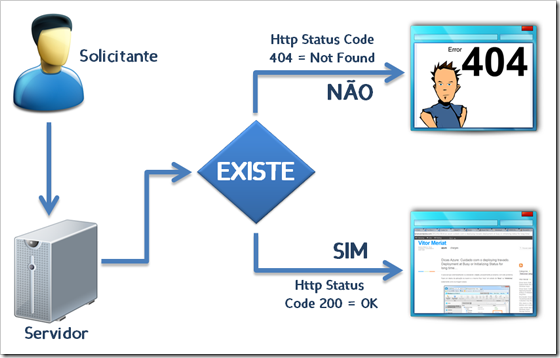 Solicitante
Servidor
EXISTE
Http Status Code
404 = Not Found
NÃO
Error
404
SIM
Http Status
Code 200 = OK
Vitor Meriat